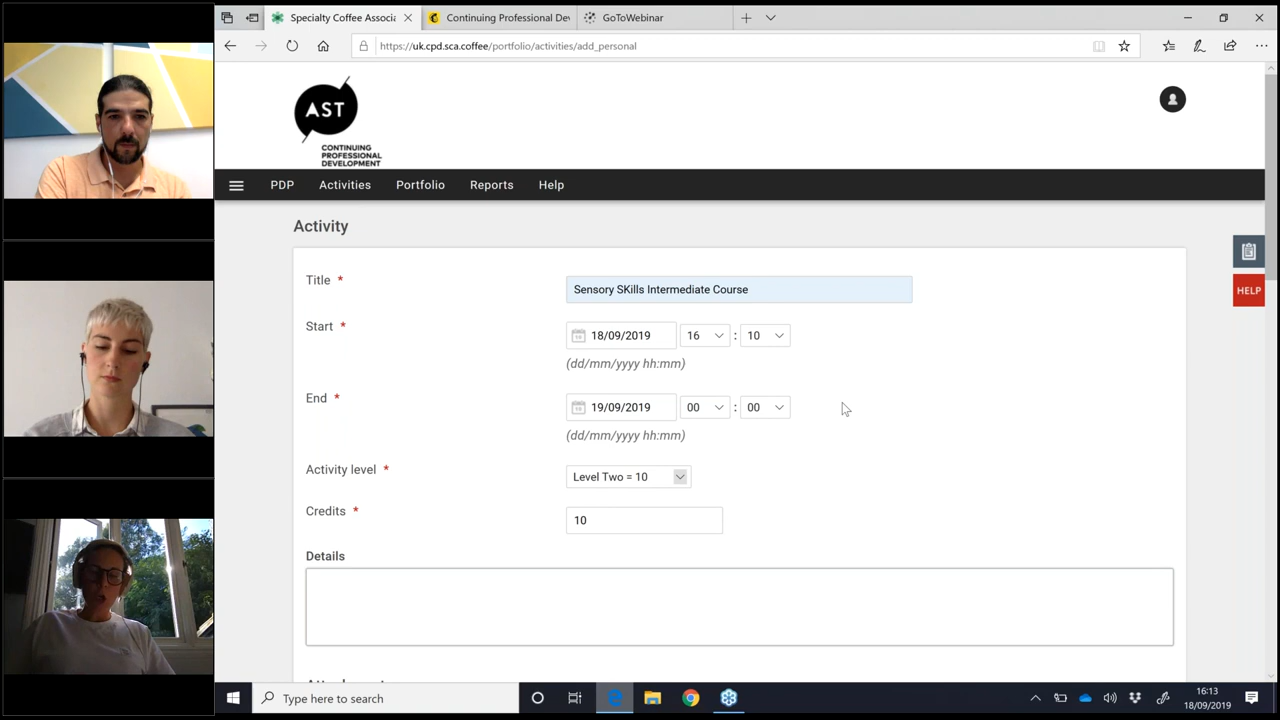 Specialty Coffee Associa
Continuing Professional Dev
GoToWebinar
https://uk.cpd.sca.coffee/portfolio/activities/add_personal
AST
CONTINUING
PROFESSIONAL
DEVELOPMENT
PDP Activities Portfolio Reports Help
Activity
Title * Sensory SKills Intermediate Course
Start * 18/09/2019 16 : 10
(dd/mm/yyyy hh:mm)
End * 19/09/2019 00 : 00
(dd/mm/yyyy hh:mm)
Activity level * Level Two = 10
Credits * 10
Details
HELP
Type here to search
16:13
18/09/2019